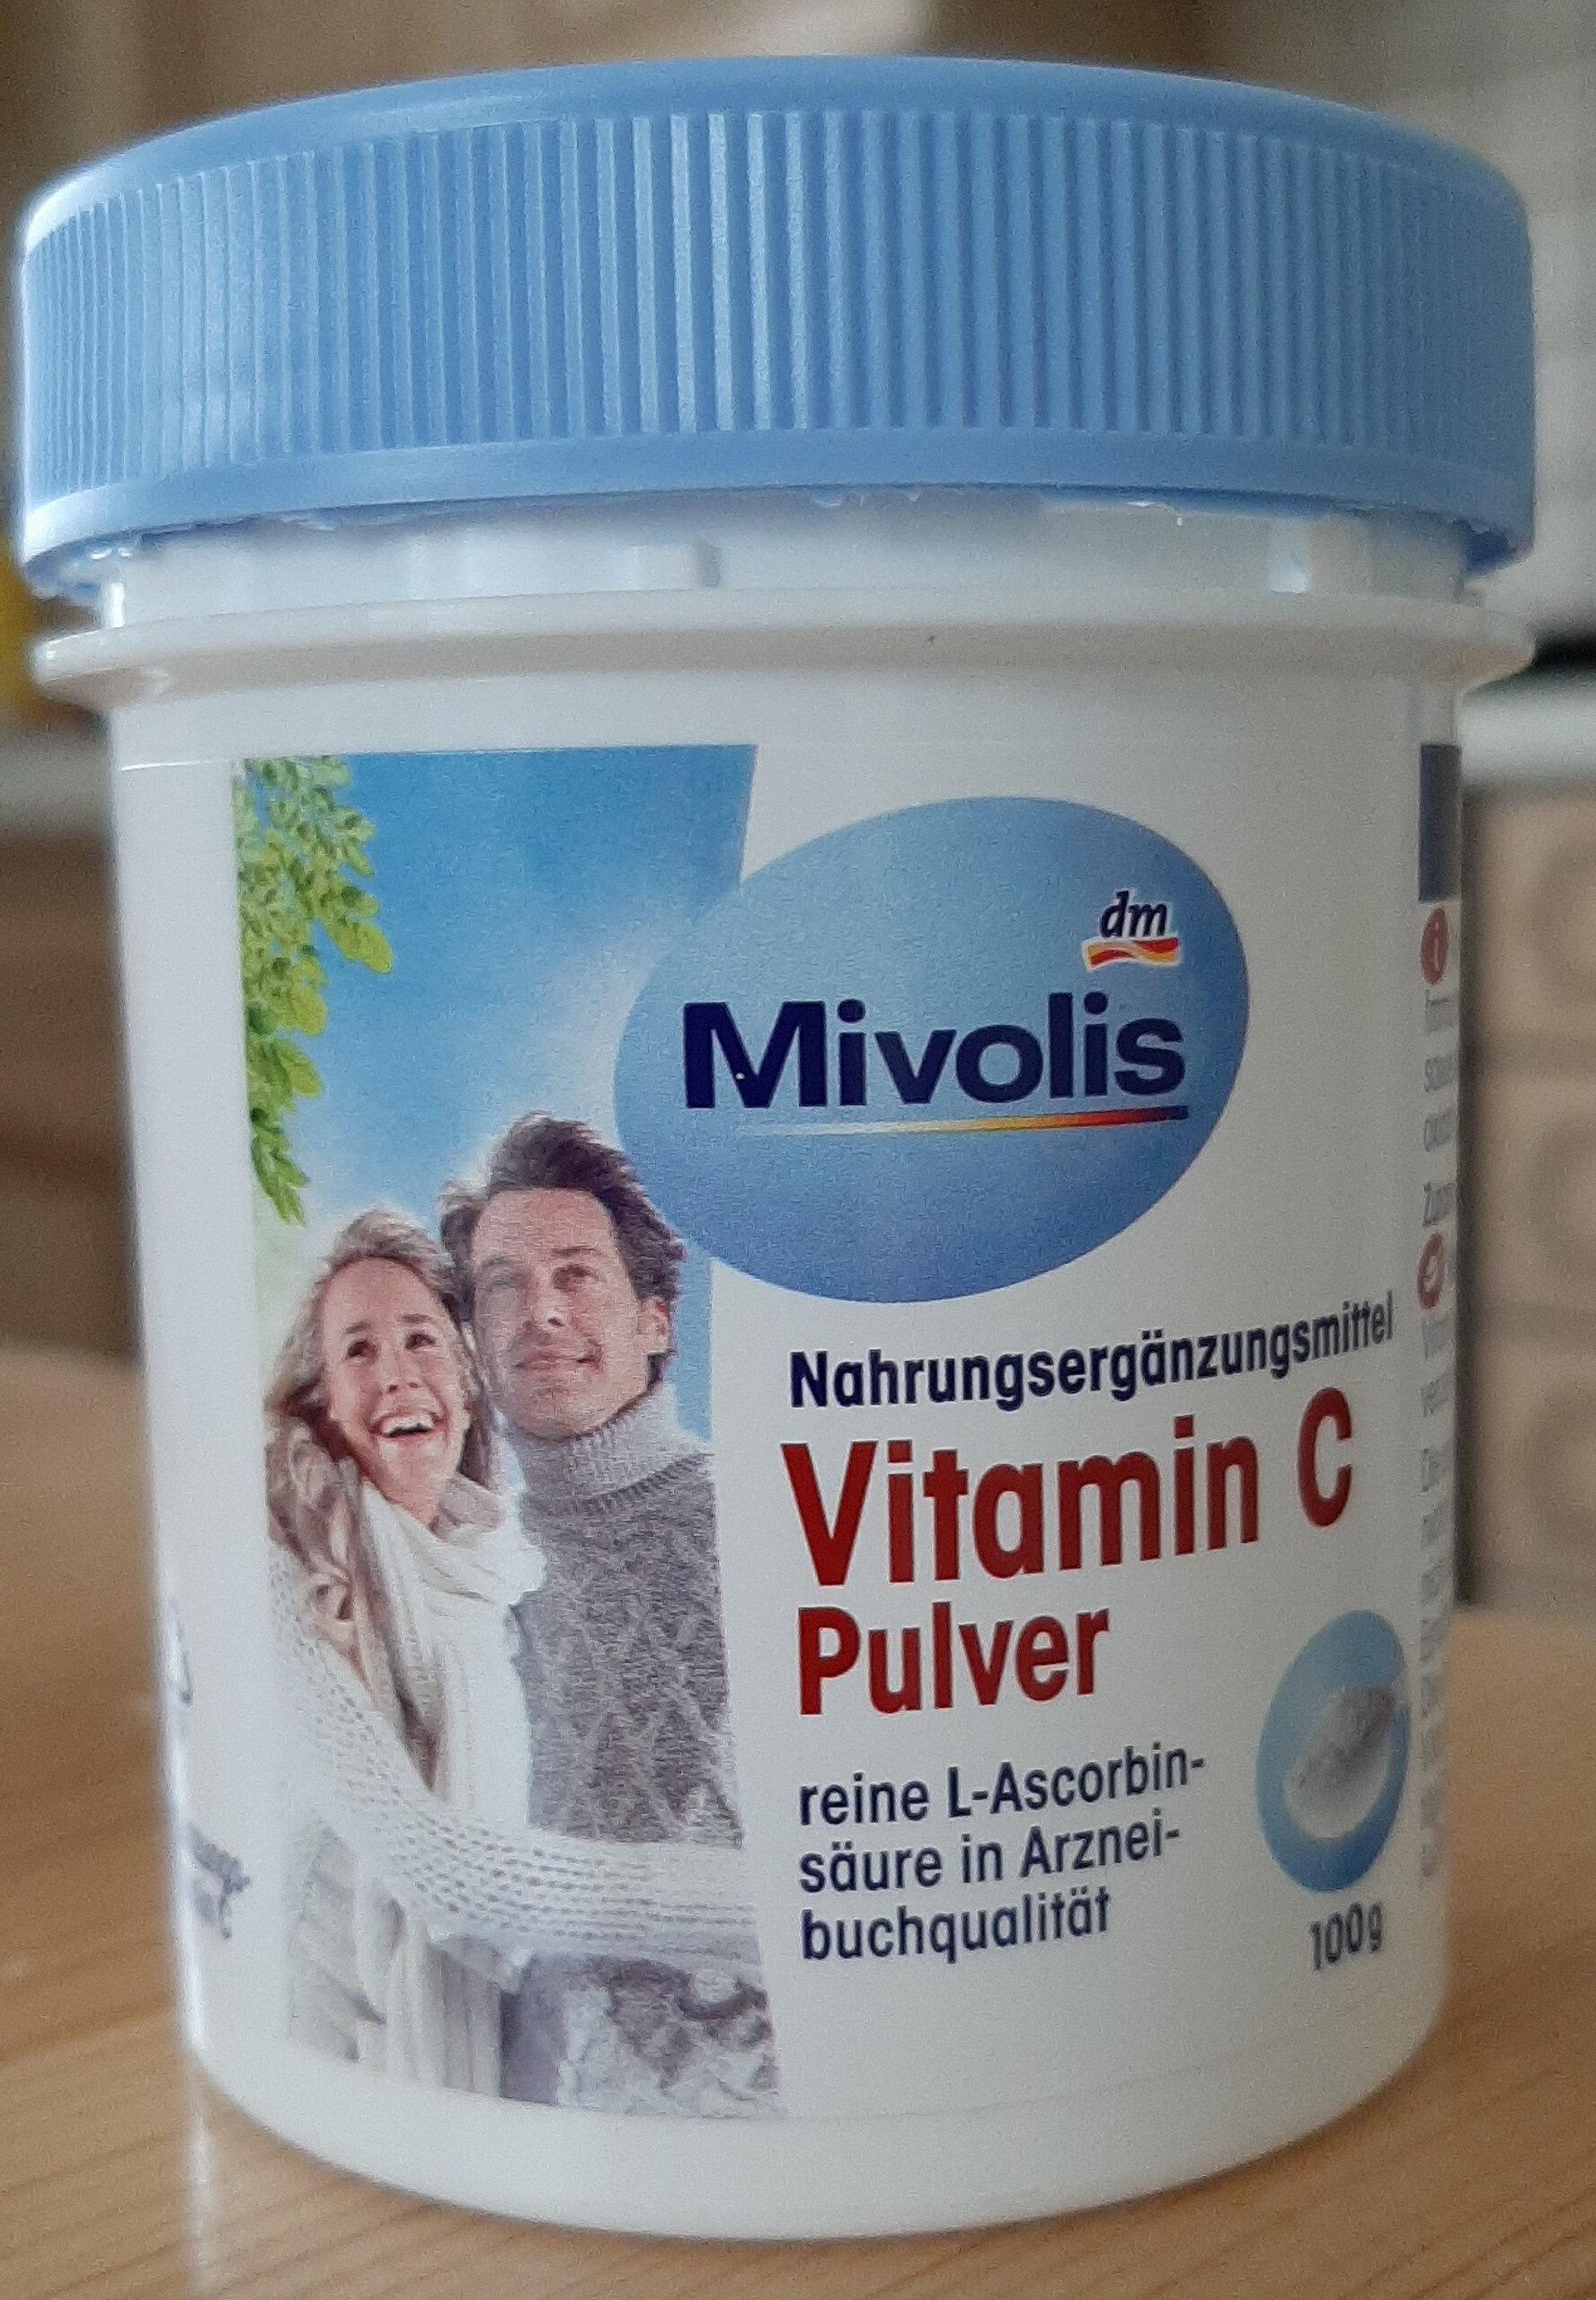 dm
Mivolis
Nahrungsergänzungsmittel
Vitamin C
Pulver
reine L-Ascorbin-
säure in Arznei-
buchqualität
100g